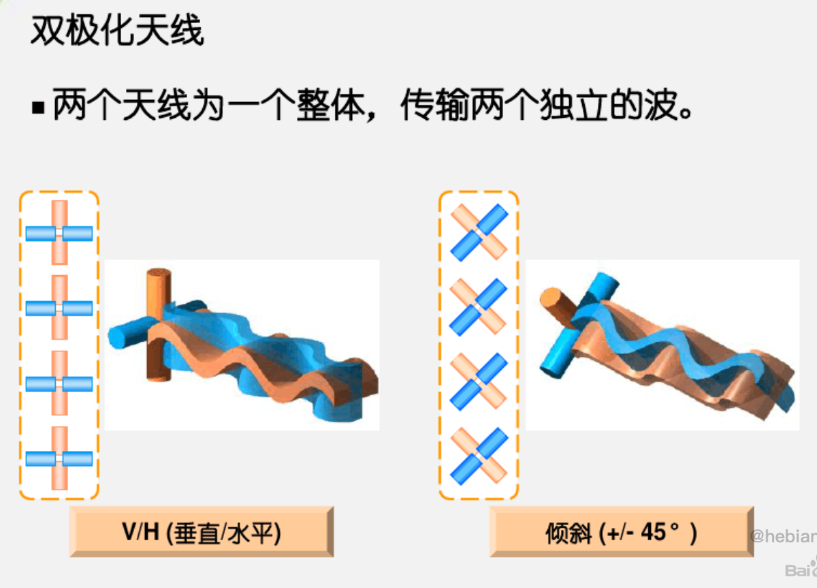 双极化天线
▪ 两个天线为一个整体，传输两个独立的波。
V/H (垂直/水平)
倾斜 (+/- 45° )
@hebian
Bai